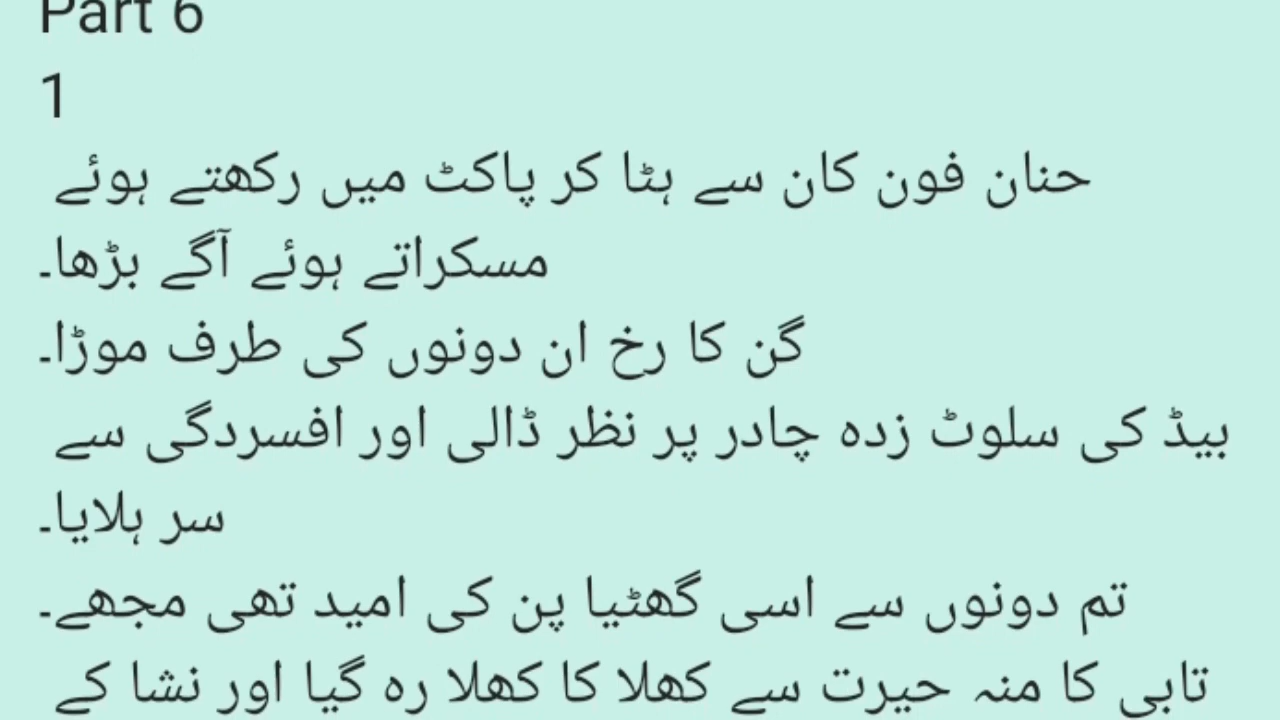 Part 6
1
حنان فون کان سے ہٹا کر پاکٹ میں رکھتے ہوئے
مسکراتے ہوئے آگے بڑھا۔
گن کا رخ ان دونوں کی طرف موڑا۔
بیڈ کی سلوٹ زدہ چادر پر نظر ڈالی اور افسردگی سے
سر ہلایا۔
تم دونوں سے اسی گھٹیا پن کی امید تھی مجھے۔
تابی کا منہ حیرت سے کھلا کا کھلا رہ گیا اور نشا کے